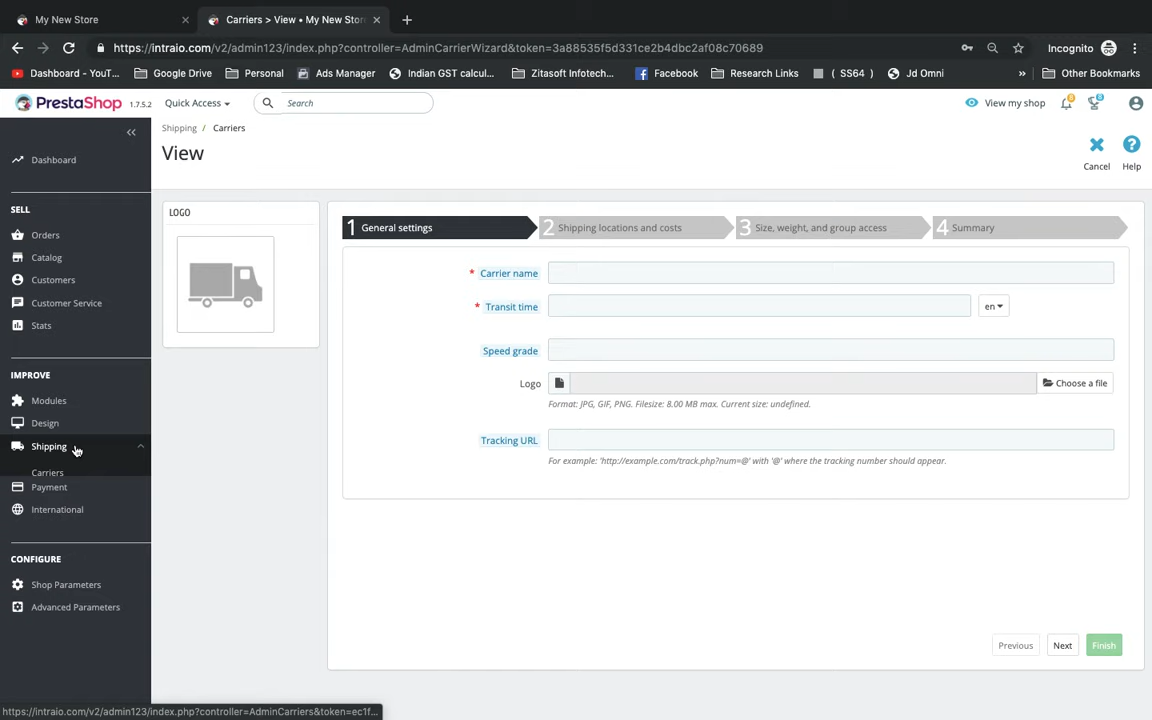 My New Store
Carriers > View • My New Store
https://intraio.com/v2/admin123/index.php?controller=AdminCarrierWizard&token=3a88535f5d331ce2b4dbc2af08c70689
Incognito
Dashboard - YouT...
Google Drive
Personal
Ads Manager
Indian GST calcul...
Zitasoft Infotech...
Facebook
Research Links
( SS64 )
Jd Omni
»
Other Bookmarks
PrestaShop 1.7.5.2
Quick Access
Search
View my shop
Shipping / Carriers
View
Cancel
Help
Dashboard
SELL
Orders
Catalog
Customers
Customer Service
Stats
IMPROVE
Modules
Design
Shipping
Carriers
Payment
International
CONFIGURE
Shop Parameters
Advanced Parameters
LOGO
1 General settings
2 Shipping locations and costs
3 Size, weight, and group access
4 Summary
* Carrier name
* Transit time
en
Speed grade
Logo
Choose a file
Format: JPG, GIF, PNG. Filesize: 8.00 MB max. Current size: undefined.
Tracking URL
For example: 'http://example.com/track.php?num=@' with '@' where the tracking number should appear.
Previous
Next
Finish
https://intraio.com/v2/admin123/index.php?controller=AdminCarriers&token=ec1f...